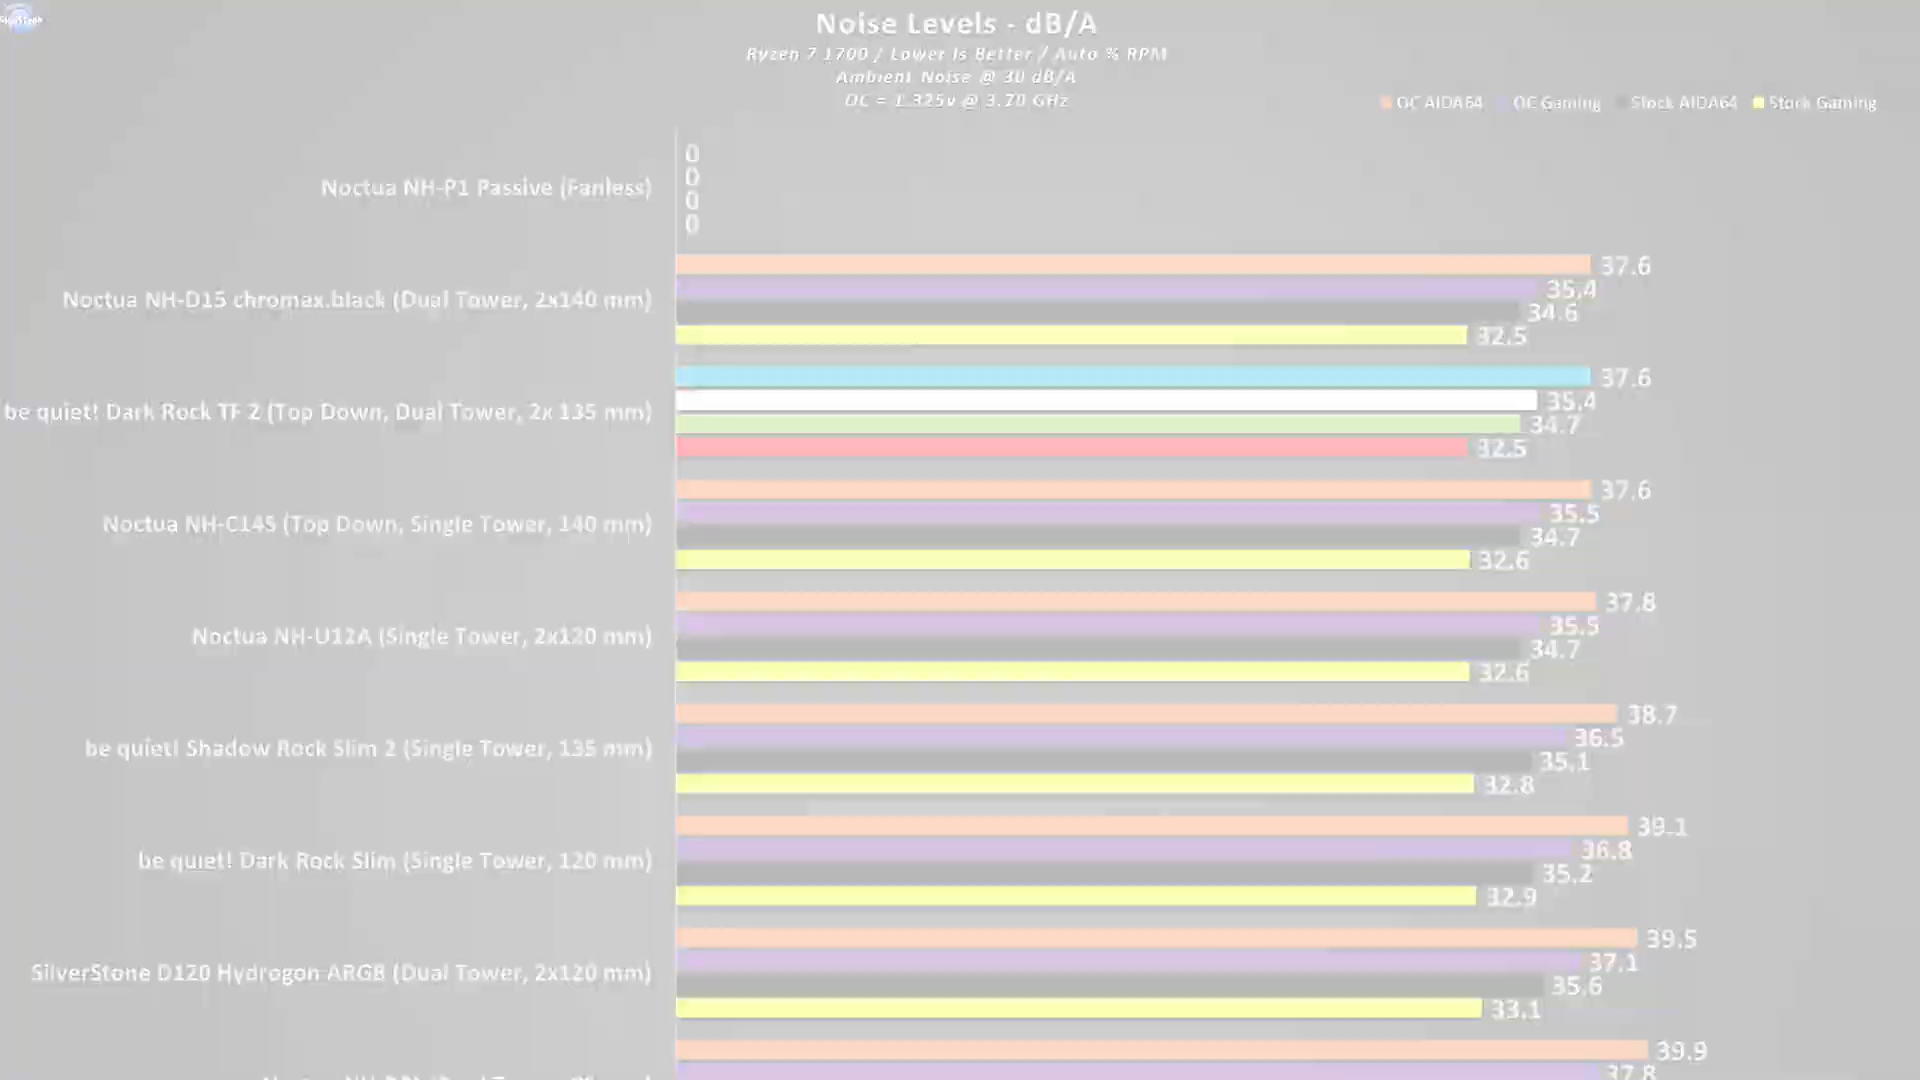 Noise Levels - dB/A
Ryzen 7 1700 / Lower Is Better / Auto % RPM
Ambient Noise @ 30 dB/A
OC = 1.325v @ 3.70 GHz
OC AIDA64 OC Gaming Stock AIDA64 Stock Gaming
Noctua NH-P1 Passive (Fanless)
0
0
0
0
Noctua NH-D15 chromax.black (Dual Tower, 2x140 mm)
37.6
35.4
34.6
32.5
be quiet! Dark Rock TF 2 (Top Down, Dual Tower, 2x 135 mm)
37.6
35.4
34.7
32.5
Noctua NH-C14S (Top Down, Single Tower, 140 mm)
37.6
35.5
34.7
32.6
Noctua NH-U12A (Single Tower, 2x120 mm)
37.8
35.5
34.7
32.6
be quiet! Shadow Rock Slim 2 (Single Tower, 135 mm)
38.7
36.5
35.1
32.8
be quiet! Dark Rock Slim (Single Tower, 120 mm)
39.1
36.8
35.2
32.9
SilverStone D120 Hydrogon ARGB (Dual Tower, 2x120 mm)
39.5
37.1
35.6
33.1
39.9
37.8